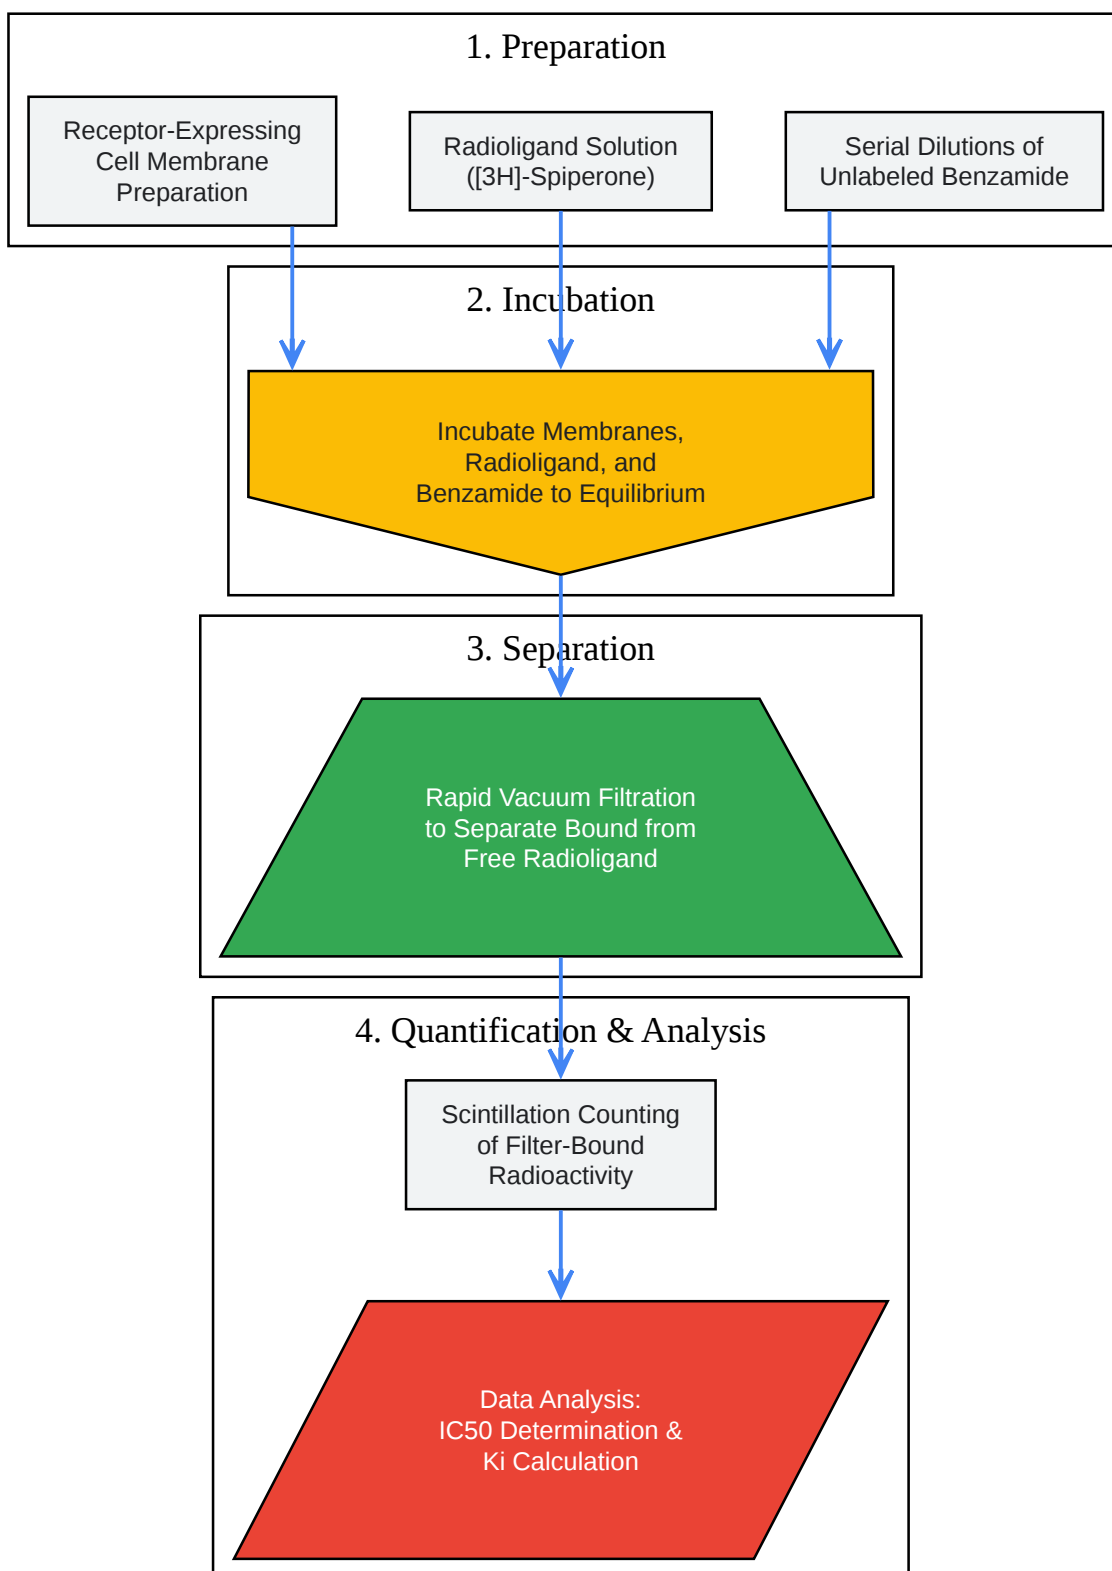 1. Preparation
Receptor-Expressing
Cell Membrane
Preparation
Radioligand Solution
([3H]-Spiperone)
Serial Dilutions of
Unlabeled Benzamide
2. Incubation
Incubate Membranes,
Radioligand, and
Benzamide to Equilibrium
3. Separation
Rapid Vacuum Filtration
to Separate Bound from
Free Radioligand
4. Quantification & Analysis
Scintillation Counting
of Filter-Bound
Radioactivity
Data Analysis:
IC50 Determination &
Ki Calculation